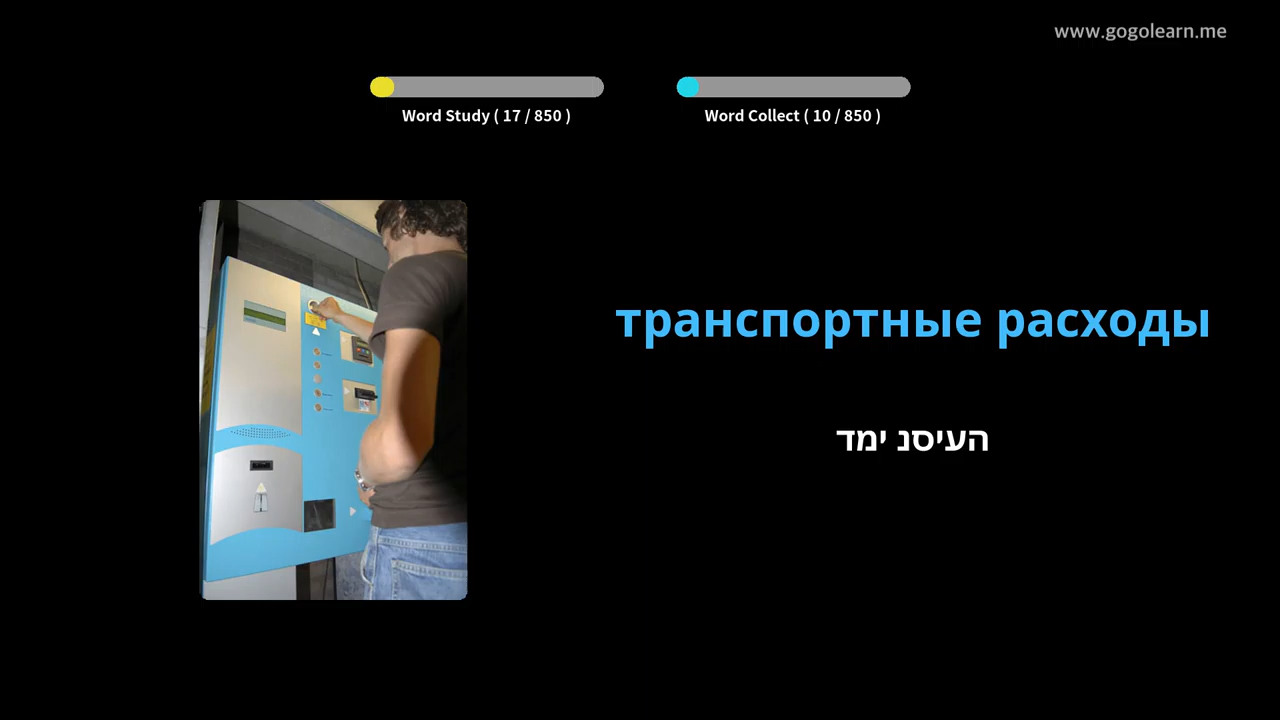 www.gogolearn.me
Word Study ( 17 / 850 )
Word Collect ( 10 / 850 )
транспортные расходы
העיסנ ימד